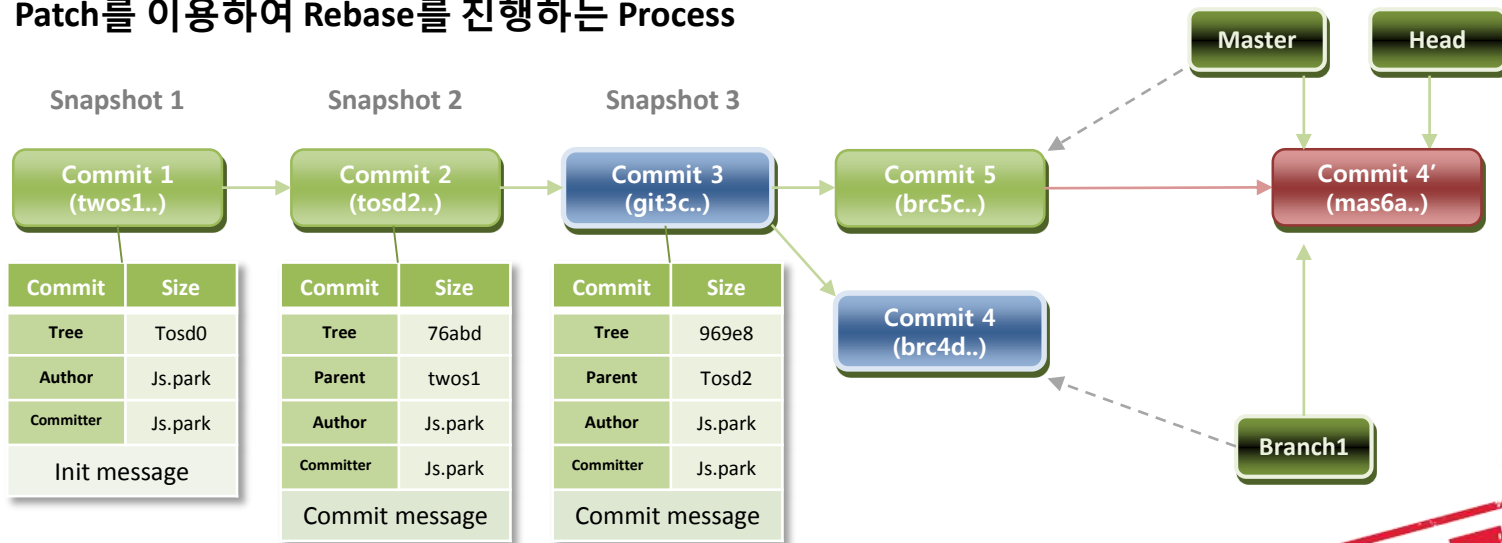 Patch를 이용하여 Rebase를 진행하는 Process
Master
Head
Snapshot 1
Snapshot 2
Snapshot 3
Commit 1
(twos1..)
Commit 2
(tosd2..)
Commit 3
(git3c..)
Commit 5
(brc5c..)
Commit 4’
(mas6a..)
Commit 4
(brc4d..)
Branch1
Commit Size
Tree Tosd0
Author Js.park
Committer Js.park
Init message
Commit Size
Tree 76abd
Parent twos1
Author Js.park
Committer Js.park
Commit message
Commit Size
Tree 969e8
Parent Tosd2
Author Js.park
Committer Js.park
Commit message